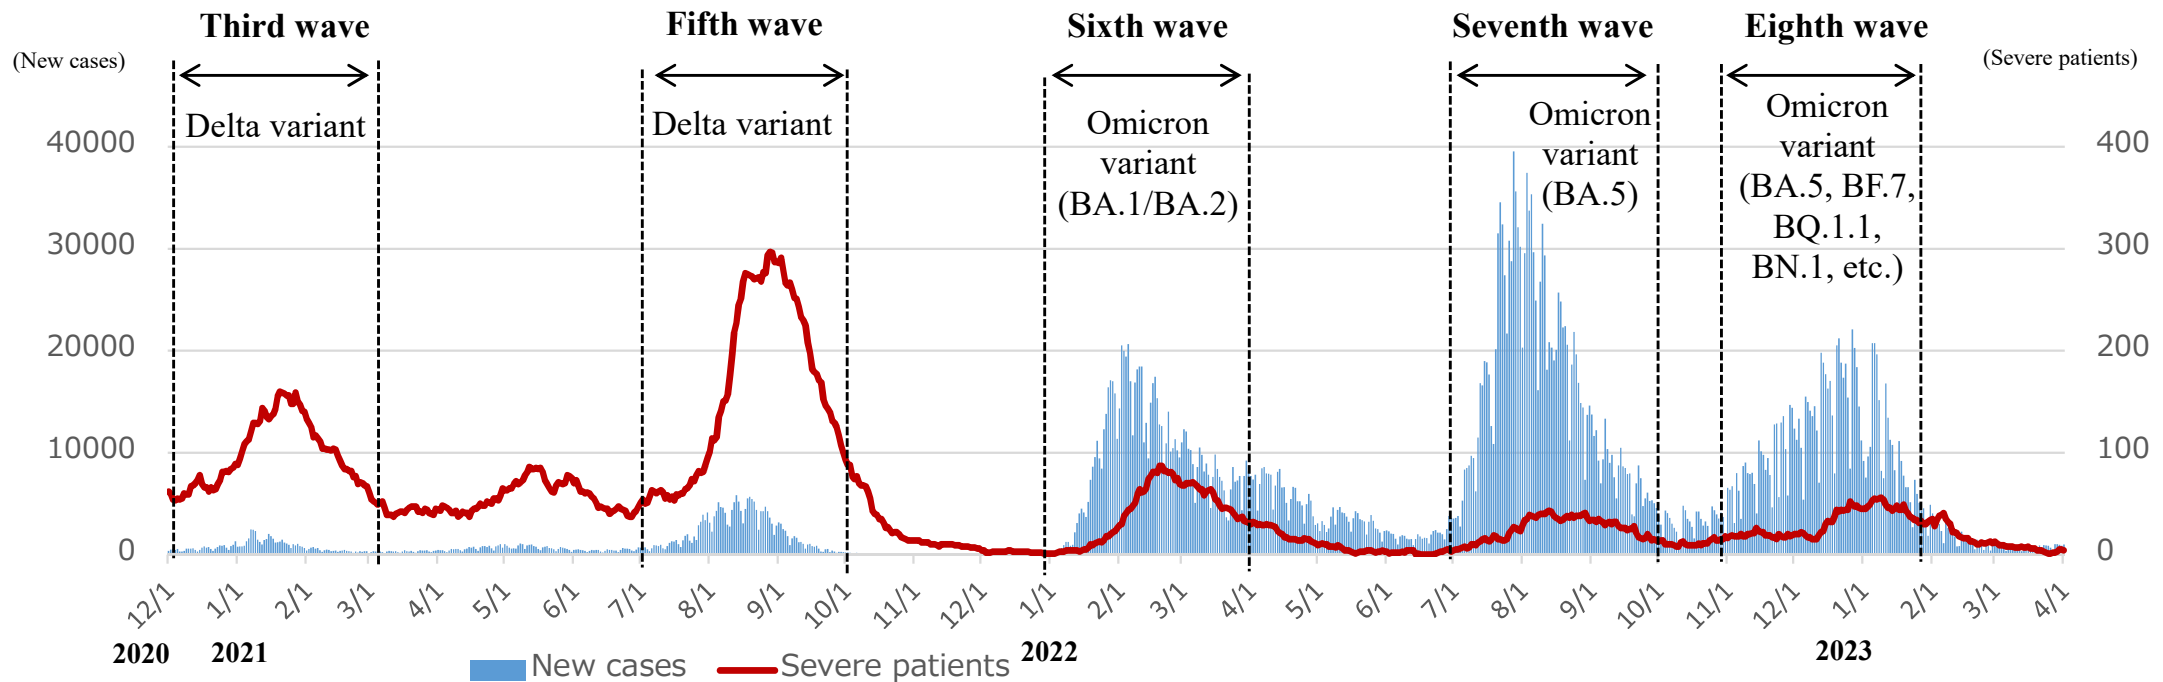 Third wave
Fifth wave
Sixth wave
Seventh wave
Eighth wave
(New cases)
(Severe patients)
Delta variant
Delta variant
Omicron
variant
(BA.1/BA.2)
Omicron
variant
(BA.5)
Omicron
variant
(BA.5, BF.7,
BQ.1.1,
BN.1, etc.)
40000
30000
20000
10000
0
400
300
200
100
0
12/1
1/1
2/1
3/1
4/1
5/1
6/1
7/1
8/1
9/1
10/1
11/1
12/1
1/1
2/1
3/1
4/1
5/1
6/1
7/1
8/1
9/1
10/1
11/1
12/1
1/1
2/1
3/1
4/1
2020
2021
2022
2023
New cases
Severe patients